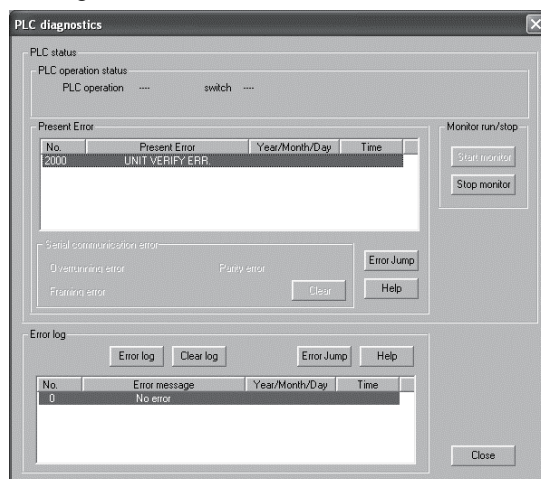 PLC diagnostics
PLC status
PLC operation status
PLC operation ---- switch ----
Present Error
No. Present Error Year/Month/Day Time
2000 UNIT VERIFY ERR.
Monitor run/stop
Start monitor
Stop monitor
Serial communication error
Overrunning error Parity error
Framing error Clear
Error Jump
Help
Error log
Error log Clear log Error Jump Help
No. Error message Year/Month/Day Time
0 No error
Close